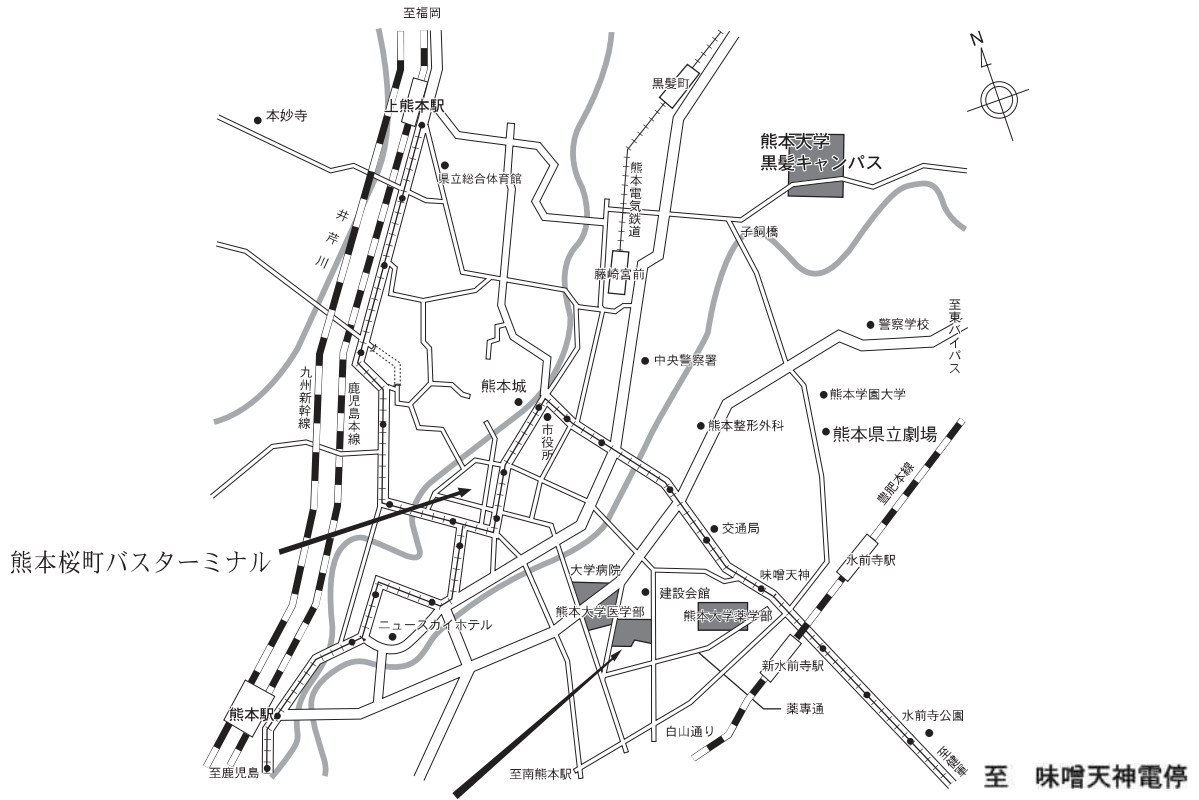 至福岡
N
黒髪町
上熊本駅
本妙寺
熊本大学
黒髪キャンパス
県立総合体育館
熊本電気鉄道
井芹川
子飼橋
藤崎宮前
至東バイパス
警察学校
中央警察署
九州新幹線
鹿児島本線
熊本城
熊本学園大学
市役所
熊本整形外科
熊本県立劇場
豊肥本線
交通局
熊本桜町バスターミナル
水前寺駅
大学病院
味噌天神
建設会館
熊本大学医学部
熊本大学薬学部
ニュースカイホテル
新水前寺駅
熊本駅
薬専通
水前寺公園
白山通り
至健軍
至鹿児島
至南熊本駅
至 味噌天神電停